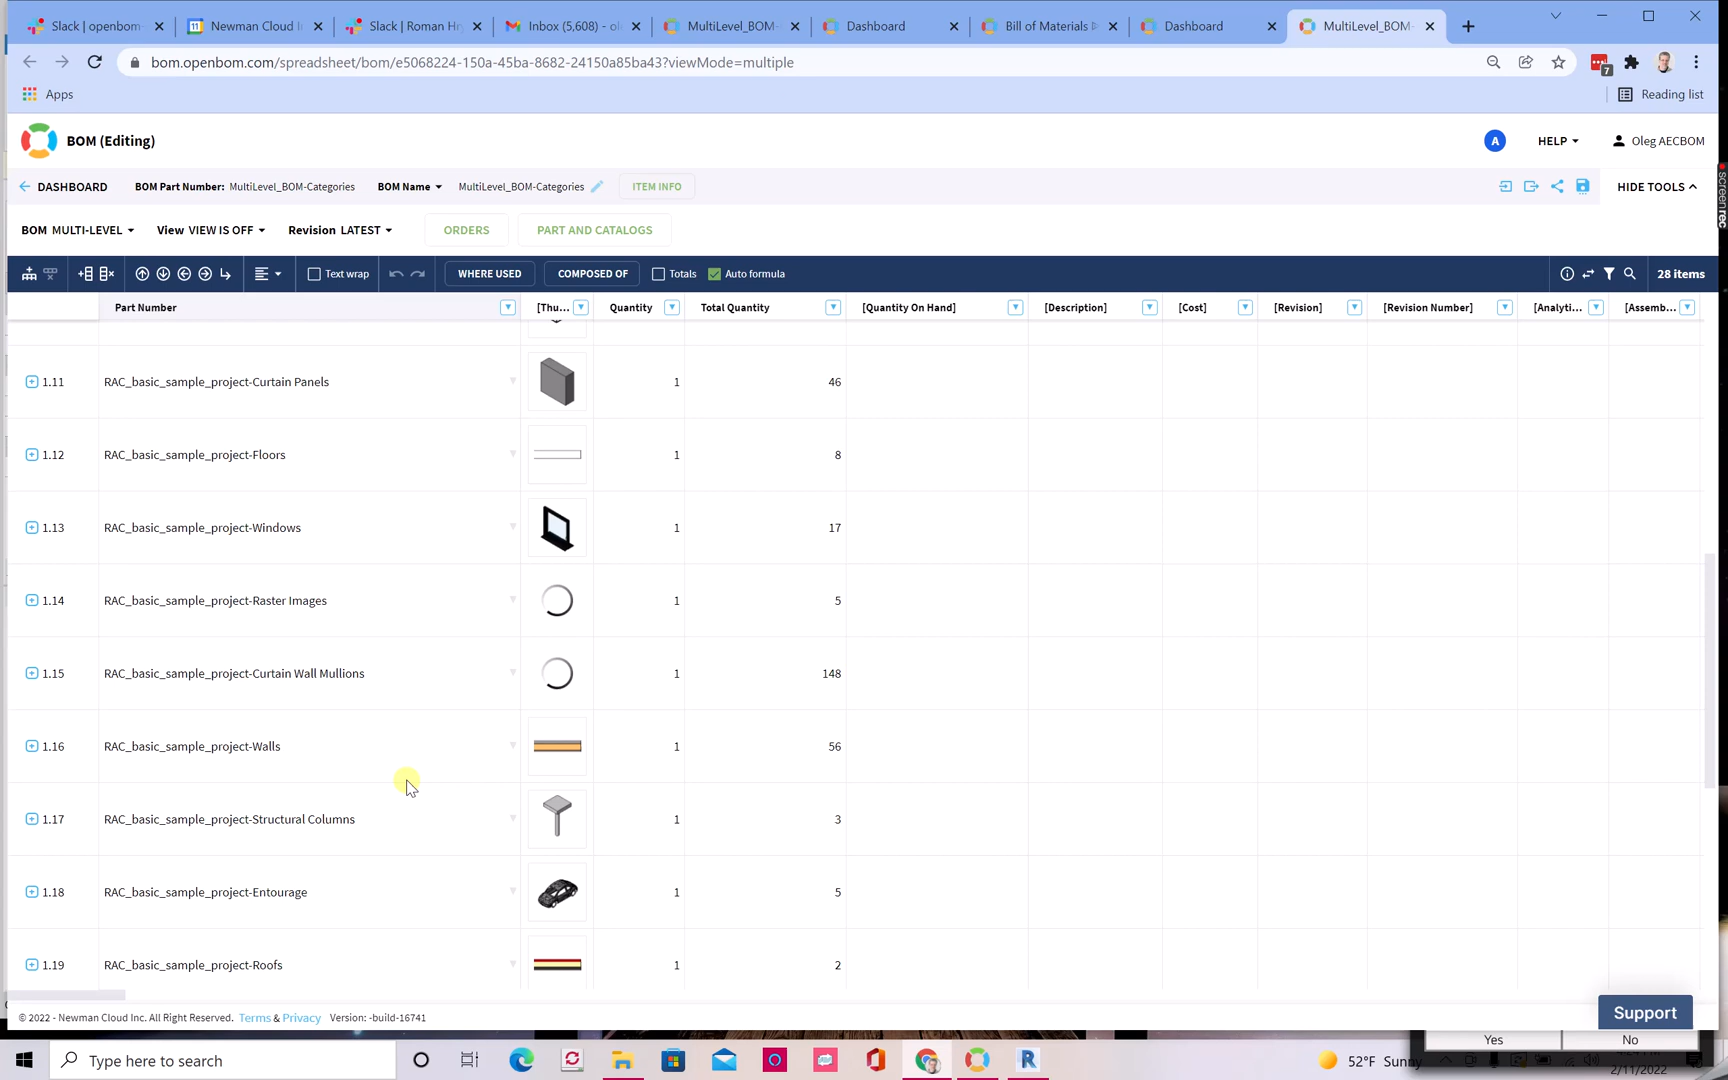 Slack | openbom-
Newman Cloud I
Slack | Roman Hr
Inbox (5,608) - ol
MultiLevel_BOM-
Dashboard
Bill of Materials
Dashboard
MultiLevel_BOM-
bom.openbom.com/spreadsheet/bom/e5068224-150a-45ba-8682-24150a85ba43?viewMode=multiple
7
Apps
Reading list
BOM (Editing)
A
HELP
Oleg AECBOM
DASHBOARD
BOM Part Number: MultiLevel_BOM-Categories
BOM Name
MultiLevel_BOM-Categories
ITEM INFO
HIDE TOOLS
BOM MULTI-LEVEL
View VIEW IS OFF
Revision LATEST
ORDERS
PART AND CATALOGS
Text wrap
WHERE USED
COMPOSED OF
Totals
Auto formula
28 items
Part Number
[Thu...
Quantity
Total Quantity
[Quantity On Hand]
[Description]
[Cost]
[Revision]
[Revision Number]
[Analyti...
[Assemb...
1.11 RAC_basic_sample_project-Curtain Panels 1 46
1.12 RAC_basic_sample_project-Floors 1 8
1.13 RAC_basic_sample_project-Windows 1 17
1.14 RAC_basic_sample_project-Raster Images 1 5
1.15 RAC_basic_sample_project-Curtain Wall Mullions 1 148
1.16 RAC_basic_sample_project-Walls 1 56
1.17 RAC_basic_sample_project-Structural Columns 1 3
1.18 RAC_basic_sample_project-Entourage 1 5
1.19 RAC_basic_sample_project-Roofs 1 2
© 2022 - Newman Cloud Inc. All Right Reserved. Terms & Privacy Version: -build-16741
Support
Yes
No
Type here to search
52°F Sunny
2/11/2022
screenrec